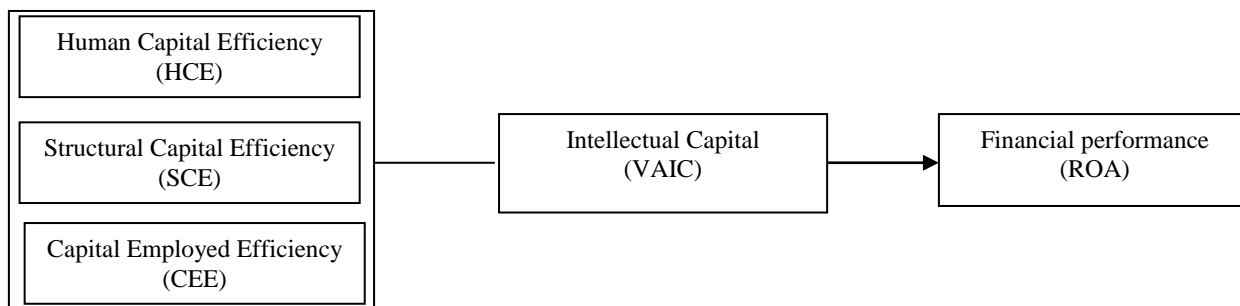 Human Capital Efficiency
(HCE)
Structural Capital Efficiency
(SCE)
Capital Employed Efficiency
(CEE)
Intellectual Capital
(VAIC)
Financial performance
(ROA)